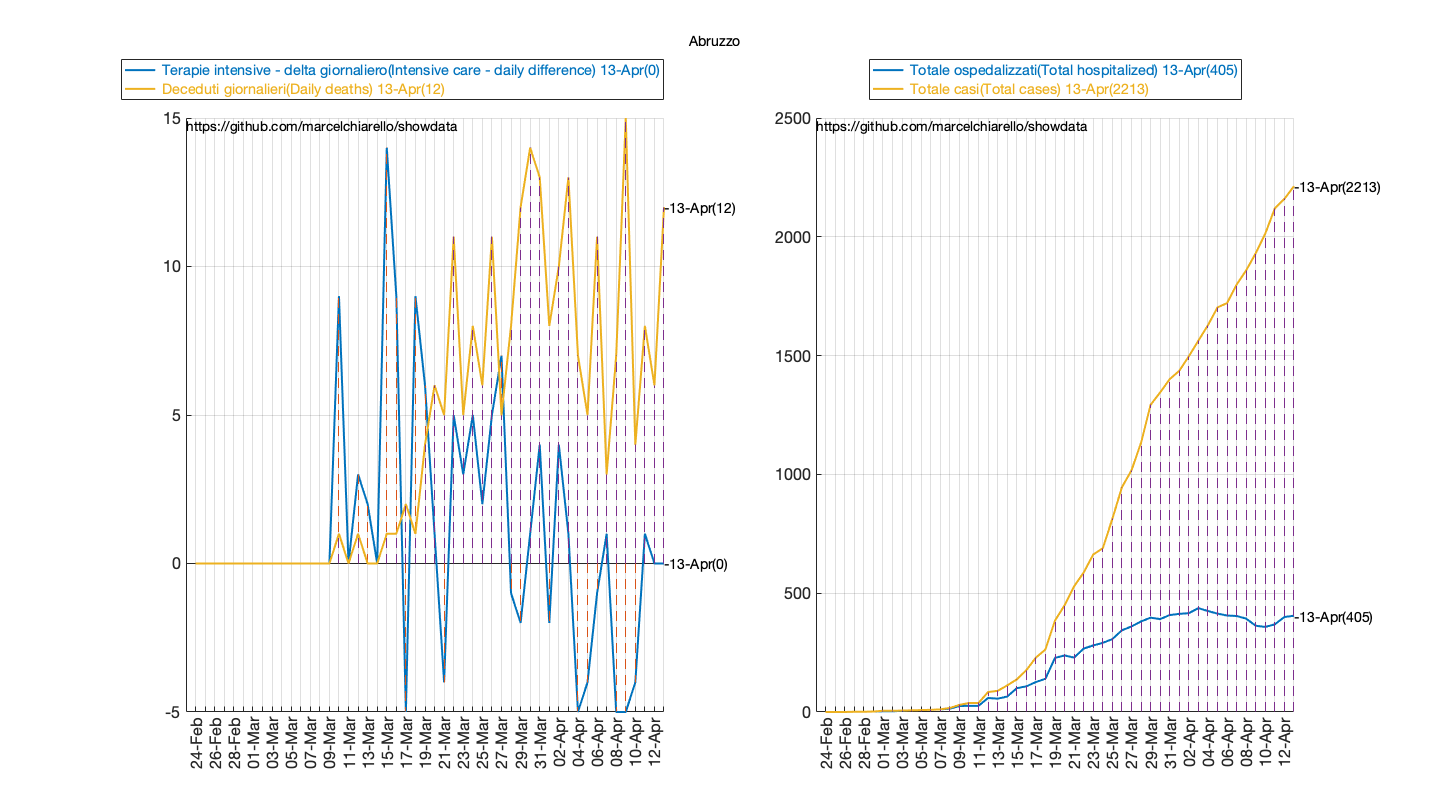 Abruzzo
Terapie intensive - delta giornaliero(Intensive care - daily difference) 13-Apr(0)
Deceduti giornalieri(Daily deaths) 13-Apr(12)
https://github.com/marcelchiarello/showdata
15
10
5
0
-5
-13-Apr(12)
-13-Apr(0)
24-Feb
26-Feb
28-Feb
01-Mar
03-Mar
05-Mar
07-Mar
09-Mar
11-Mar
13-Mar
15-Mar
17-Mar
19-Mar
21-Mar
23-Mar
25-Mar
27-Mar
29-Mar
31-Mar
02-Apr
04-Apr
06-Apr
08-Apr
10-Apr
12-Apr
Totale ospedalizzati(Total hospitalized) 13-Apr(405)
Totale casi(Total cases) 13-Apr(2213)
https://github.com/marcelchiarello/showdata
2500
2000
1500
1000
500
0
-13-Apr(2213)
-13-Apr(405)
24-Feb
26-Feb
28-Feb
01-Mar
03-Mar
05-Mar
07-Mar
09-Mar
11-Mar
13-Mar
15-Mar
17-Mar
19-Mar
21-Mar
23-Mar
25-Mar
27-Mar
29-Mar
31-Mar
02-Apr
04-Apr
06-Apr
08-Apr
10-Apr
12-Apr